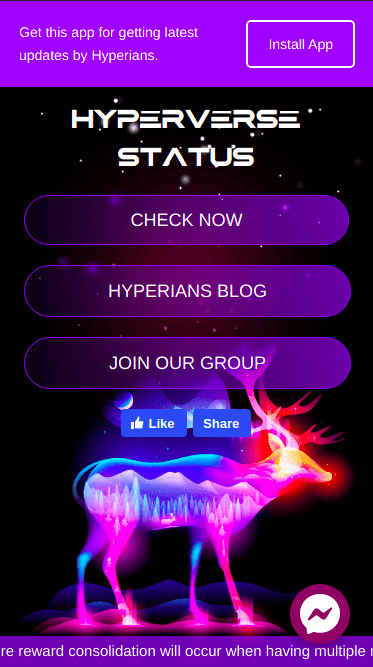 Get this app for getting latest
updates by Hyperians.
Install App
HYPERVERSE
STATUS
CHECK NOW
HYPERIANS BLOG
JOIN OUR GROUP
Like
Share
re reward consolidation will occur when having multiple